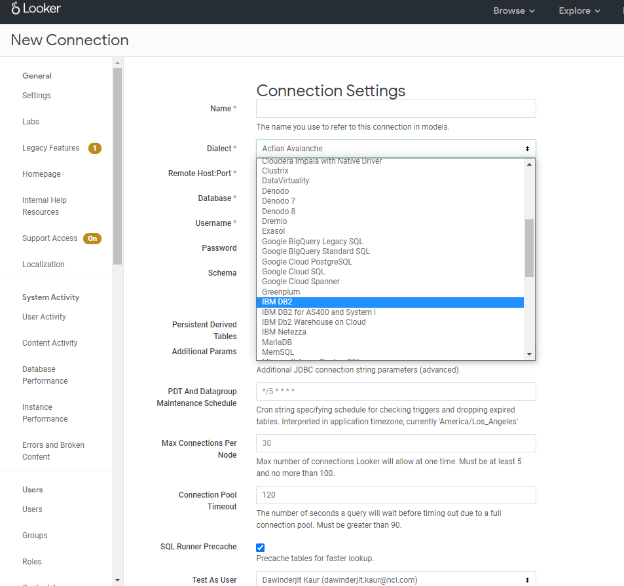 Looker
Browse
Explore
New Connection
General
Settings
Labs
Legacy Features 1
Homepage
Internal Help
Resources
Support Access On
Localization
System Activity
User Activity
Content Activity
Database
Performance
Instance
Performance
Errors and Broken
Content
Users
Users
Groups
Roles
Connection Settings
Name *
The name you use to refer to this connection in models.
Dialect *
Actian Avalanche
Cloudera Impala with Native Driver
Clustrix
DataVirtuality
Denodo
Denodo 7
Denodo 8
Dremio
Exasol
Google BigQuery Legacy SQL
Google BigQuery Standard SQL
Google Cloud PostgreSQL
Google Cloud SQL
Google Cloud Spanner
Greenplum
IBM DB2
IBM DB2 for AS400 and System i
IBM Db2 Warehouse on Cloud
IBM Netezza
MariaDB
MemSQL
Remote Host:Port *
Database *
Username *
Password
Schema
Persistent Derived
Tables
Additional Params
Additional JDBC connection string parameters (advanced).
PDT And Datagroup
Maintenance Schedule
*/5 * * * *
Cron string specifying schedule for checking triggers and dropping expired
tables. Interpreted in application timezone, currently 'America/Los_Angeles'
Max Connections Per
Node
30
Max number of connections Looker will allow at one time. Must be at least 5
and no more than 100.
Connection Pool
Timeout
120
The number of seconds a query will wait before timing out due to a full
connection pool. Must be greater than 90.
SQL Runner Precache
Precache tables for faster lookup.
Test As User
Dawinderjit Kaur (dawinderjit.kaur@hcl.com)